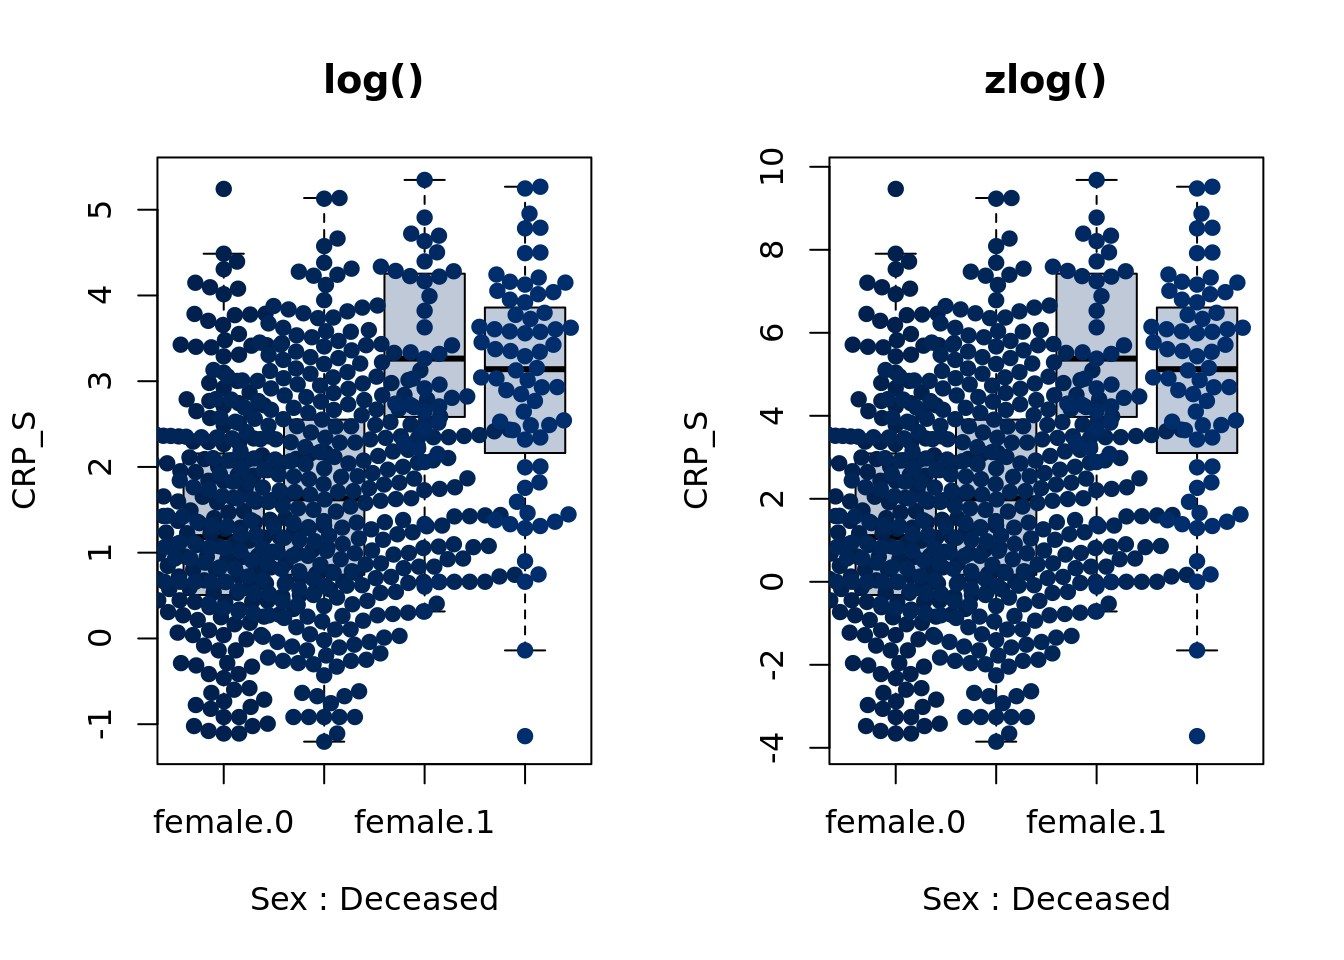 log()
CRP_S
5
4
3
2
1
0
-1
female.0 female.1
Sex : Deceased
zlog()
CRP_S
10
8
6
4
2
0
-2
-4
female.0 female.1
Sex : Deceased